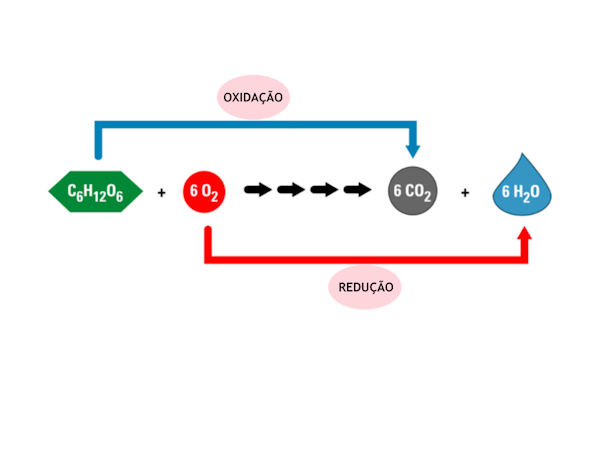 OXIDAÇÃO
C₆H₁₂O₆ + 6 O₂ 6 CO₂ + 6 H₂O
REDUÇÃO